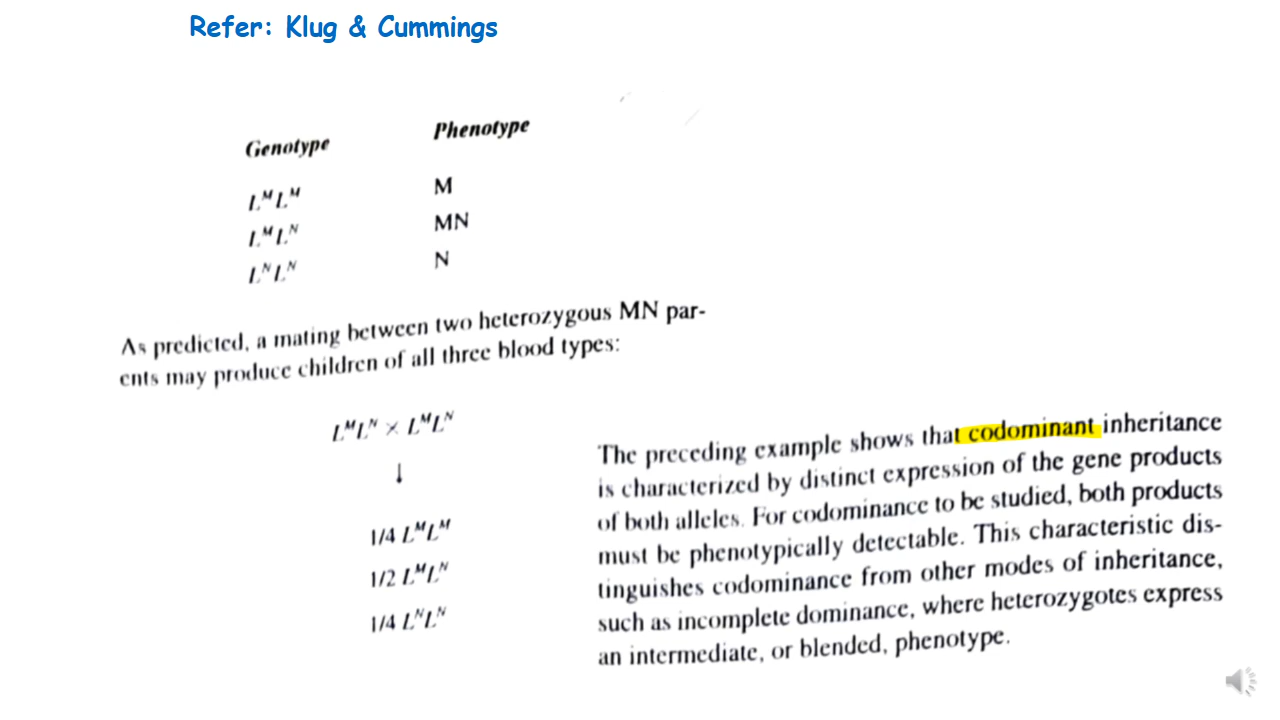 Refer: Klug & Cummings
Genotype Phenotype
L^M L^M M
L^M L^N MN
L^N L^N N
As predicted, a mating between two heterozygous MN par-
ents may produce children of all three blood types:
L^M L^N × L^M L^N
↓
1/4 L^M L^M
1/2 L^M L^N
1/4 L^N L^N
The preceding example shows that codominant inheritance
is characterized by distinct expression of the gene products
of both alleles. For codominance to be studied, both products
must be phenotypically detectable. This characteristic dis-
tinguishes codominance from other modes of inheritance,
such as incomplete dominance, where heterozygotes express
an intermediate, or blended, phenotype.